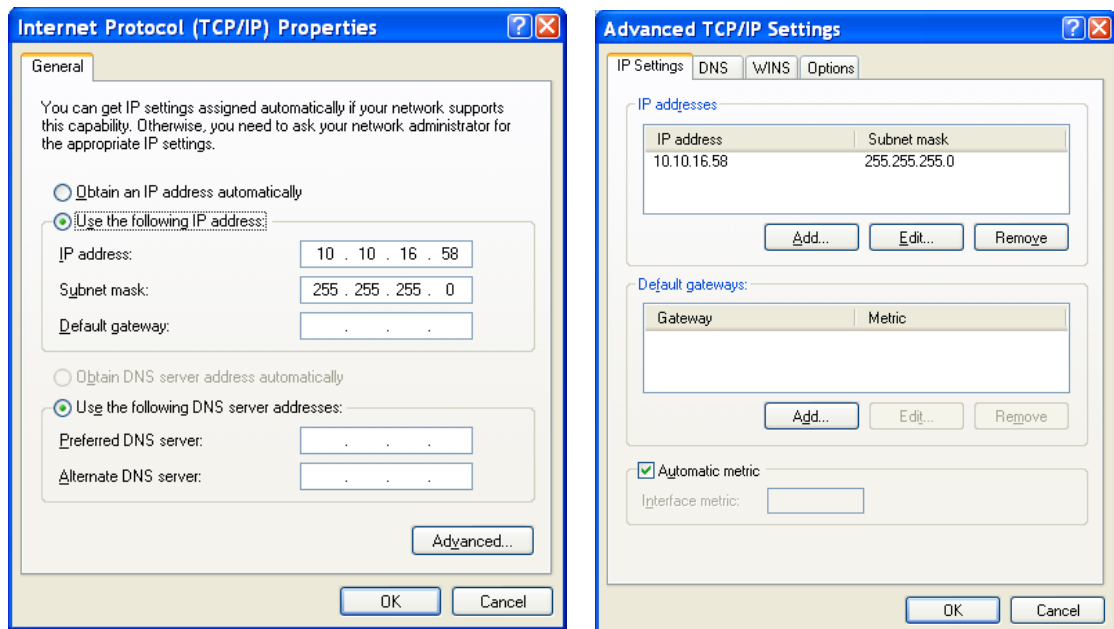 Internet Protocol (TCP/IP) Properties
General
You can get IP settings assigned automatically if your network supports
this capability. Otherwise, you need to ask your network administrator for
the appropriate IP settings.
Obtain an IP address automatically
Use the following IP address:
IP address: 10 . 10 . 16 . 58
Subnet mask: 255 . 255 . 255 . 0
Default gateway: . . .
Obtain DNS server address automatically
Use the following DNS server addresses:
Preferred DNS server: . . .
Alternate DNS server: . . .
Advanced...
OK Cancel
Advanced TCP/IP Settings
IP Settings DNS WINS Options
IP addresses
IP address Subnet mask
10.10.16.58 255.255.255.0
Add... Edit... Remove
Default gateways:
Gateway Metric
Add... Edit... Remove
Automatic metric
Interface metric:
OK Cancel